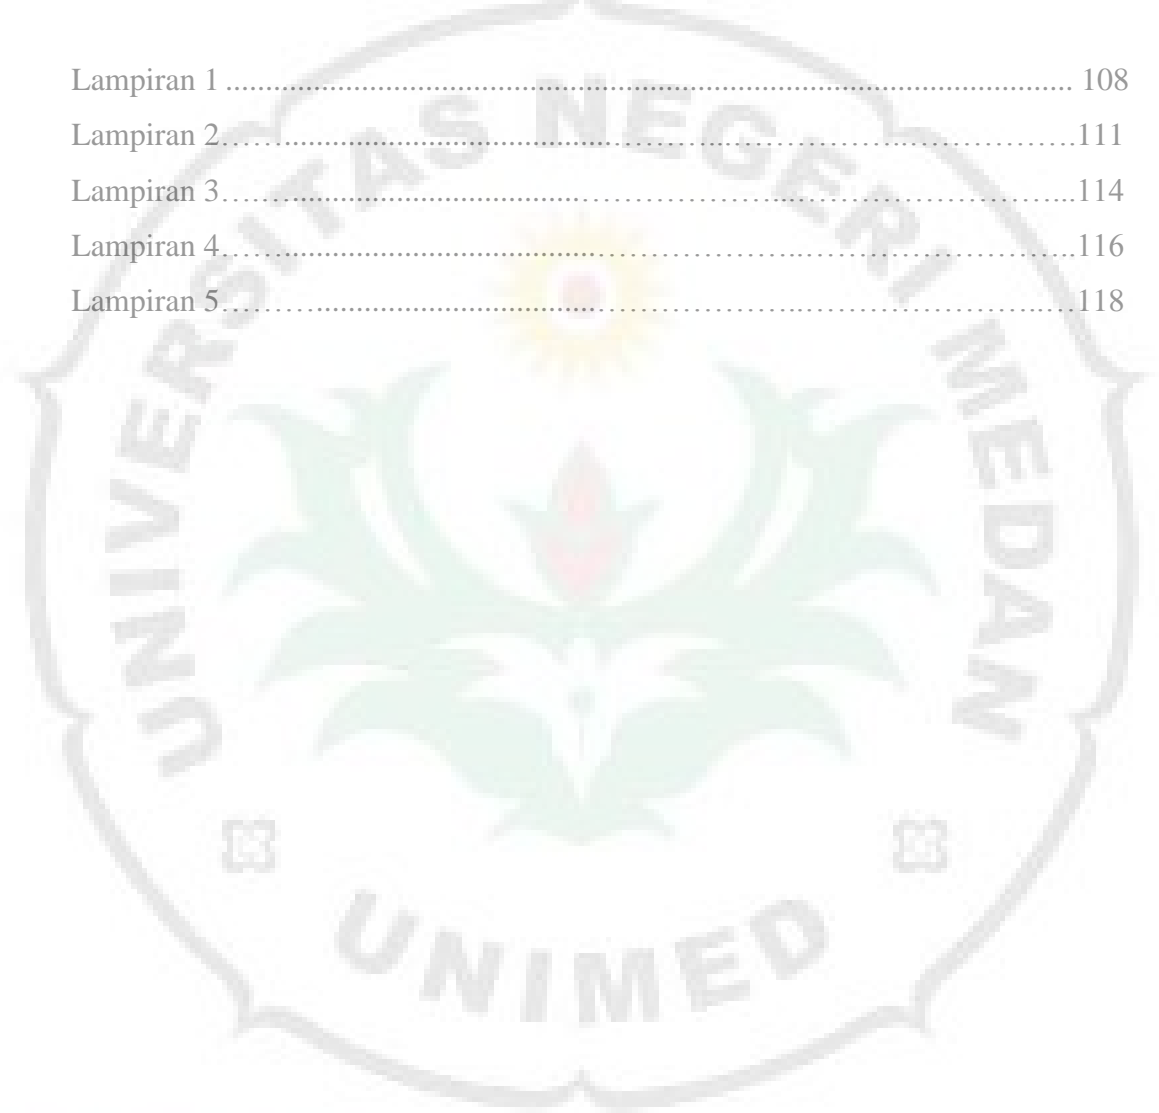 Lampiran 1 ........................................................................................................ 108
Lampiran 2........................................................................................................111
Lampiran 3........................................................................................................114
Lampiran 4........................................................................................................116
Lampiran 5........................................................................................................118
UNIVERSITAS NEGERI MEDAN
UNIMED